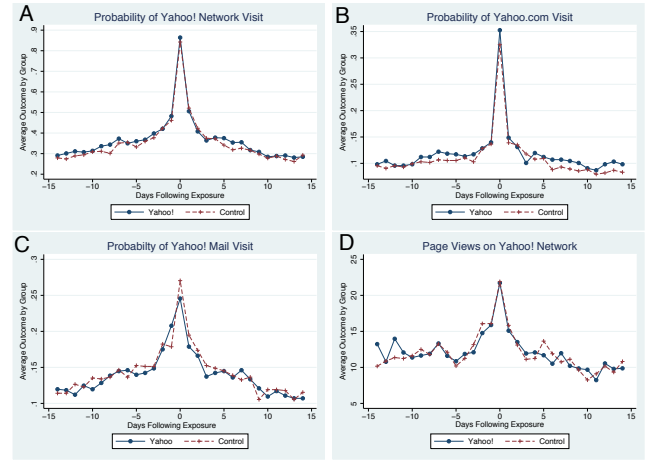 A
Probability of Yahoo! Network Visit
Average Outcome by Group
.2 .3 .4 .5 .6 .7 .8 .9
−15 −10 −5 0 5 10 15
Days Following Exposure
Yahoo! Control
B
Probability of Yahoo.com Visit
Average Outcome by Group
.1 .15 .25 .35
−15 −10 −5 0 5 10 15
Days Following Exposure
Yahoo Control
C
Probabilty of Yahoo! Mail Visit
Average Outcome by Group
.1 .15 .2 .25 .3
−15 −10 −5 0 5 10 15
Days Following Exposure
Yahoo Control
D
Page Views on Yahoo! Network
Average Outcome by Group
5 10 15 20 25
−15 −10 −5 0 5 10 15
Days Following Exposure
Yahoo! Control